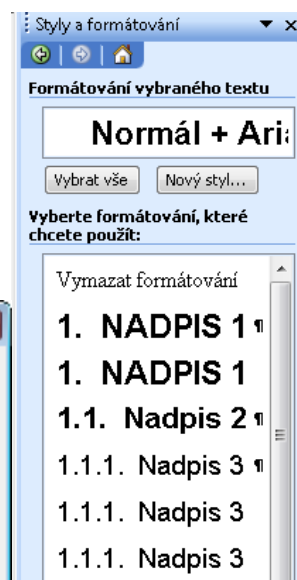 Styly a formátování
Formátování vybraného textu
Normál + Aria
Vybrat vše Nový styl...
Vyberte formátování, které
chcete použít:
Vymazat formátování
1. NADPIS 1 ¶
1. NADPIS 1
1.1. Nadpis 2 ¶
1.1.1. Nadpis 3 ¶
1.1.1. Nadpis 3
1.1.1. Nadpis 3